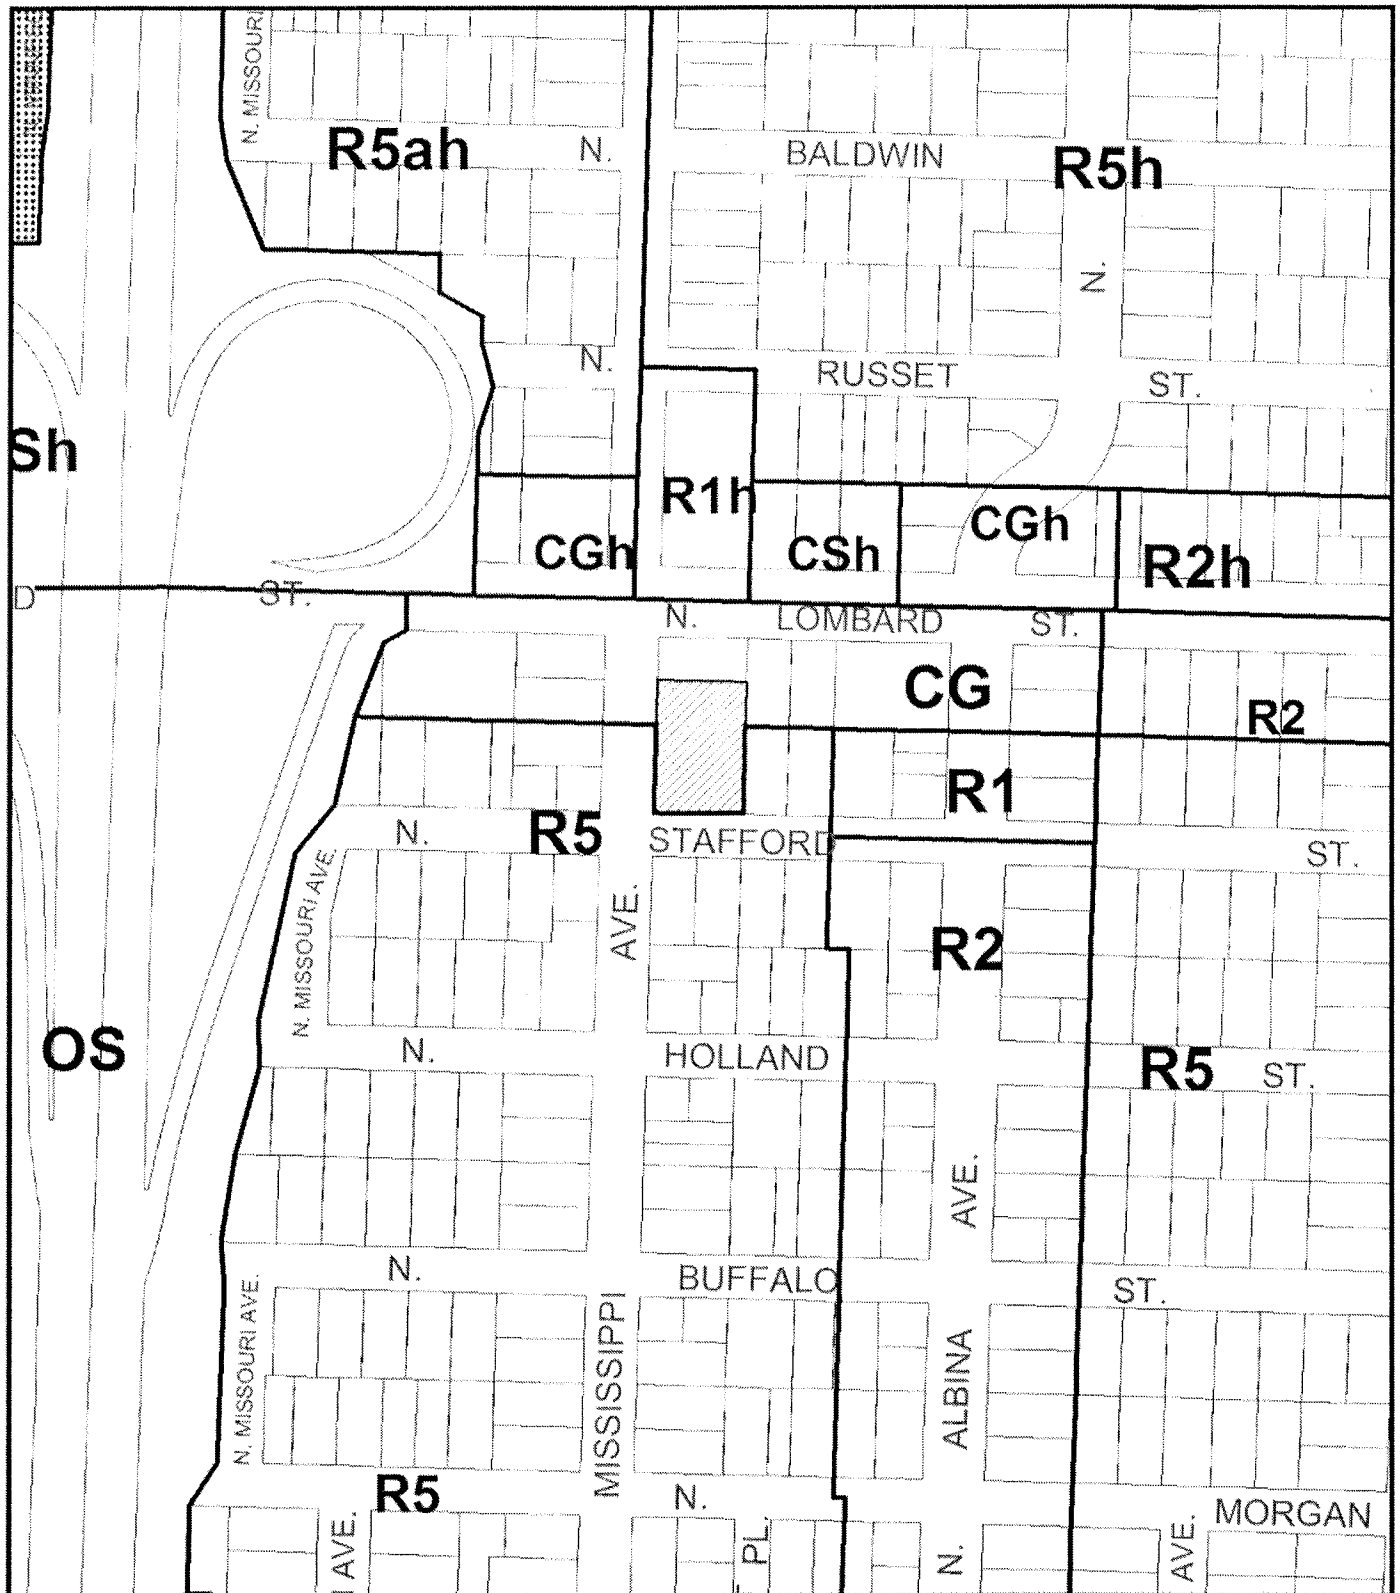 N. MISSOURI
R5ah
N.
BALDWIN
R5h
N.
N.
RUSSET
ST.
Sh
R1h
CGh
CSh
CGh
R2h
D
ST.
N.
LOMBARD
ST.
CG
R2
R1
R5
N.
STAFFORD
ST.
N. MISSOURI AVE.
AVE.
R2
OS
N.
HOLLAND
R5
ST.
AVE.
N.
BUFFALO
ST.
N. MISSOURI AVE.
MISSISSIPPI
ALBINA
R5
N.
MORGAN
AVE.
PL.
N.
AVE.